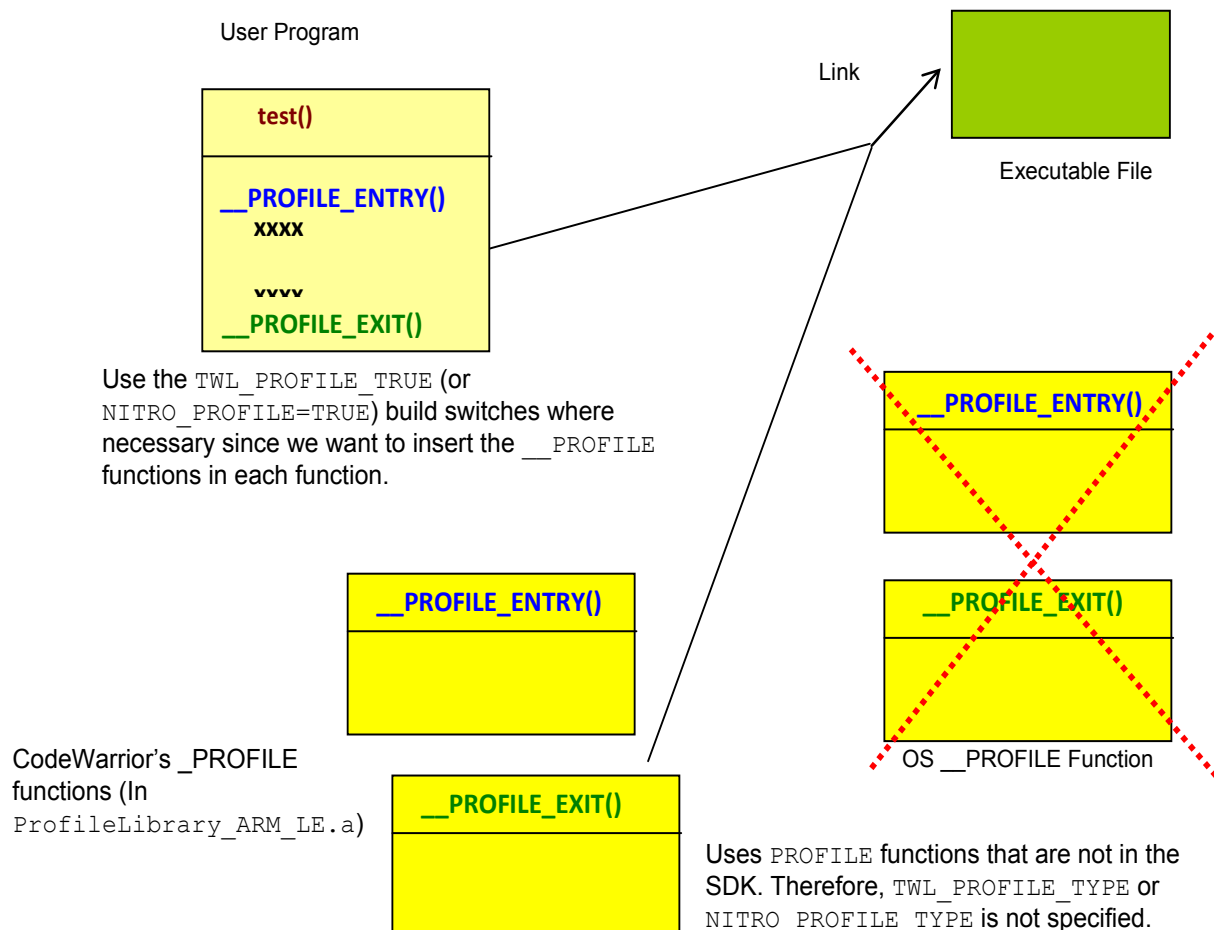 User Program
Link
test()
__PROFILE_ENTRY()
xxxx
xxxx
__PROFILE_EXIT()
Executable File
Use the TWL_PROFILE_TRUE (or
NITRO_PROFILE=TRUE) build switches where
necessary since we want to insert the __PROFILE
functions in each function.
__PROFILE_ENTRY()
__PROFILE_EXIT()
OS __PROFILE Function
__PROFILE_ENTRY()
CodeWarrior's _PROFILE
functions (In
ProfileLibrary_ARM_LE.a)
__PROFILE_EXIT()
Uses PROFILE functions that are not in the
SDK. Therefore, TWL_PROFILE_TYPE or
NITRO_PROFILE_TYPE is not specified.